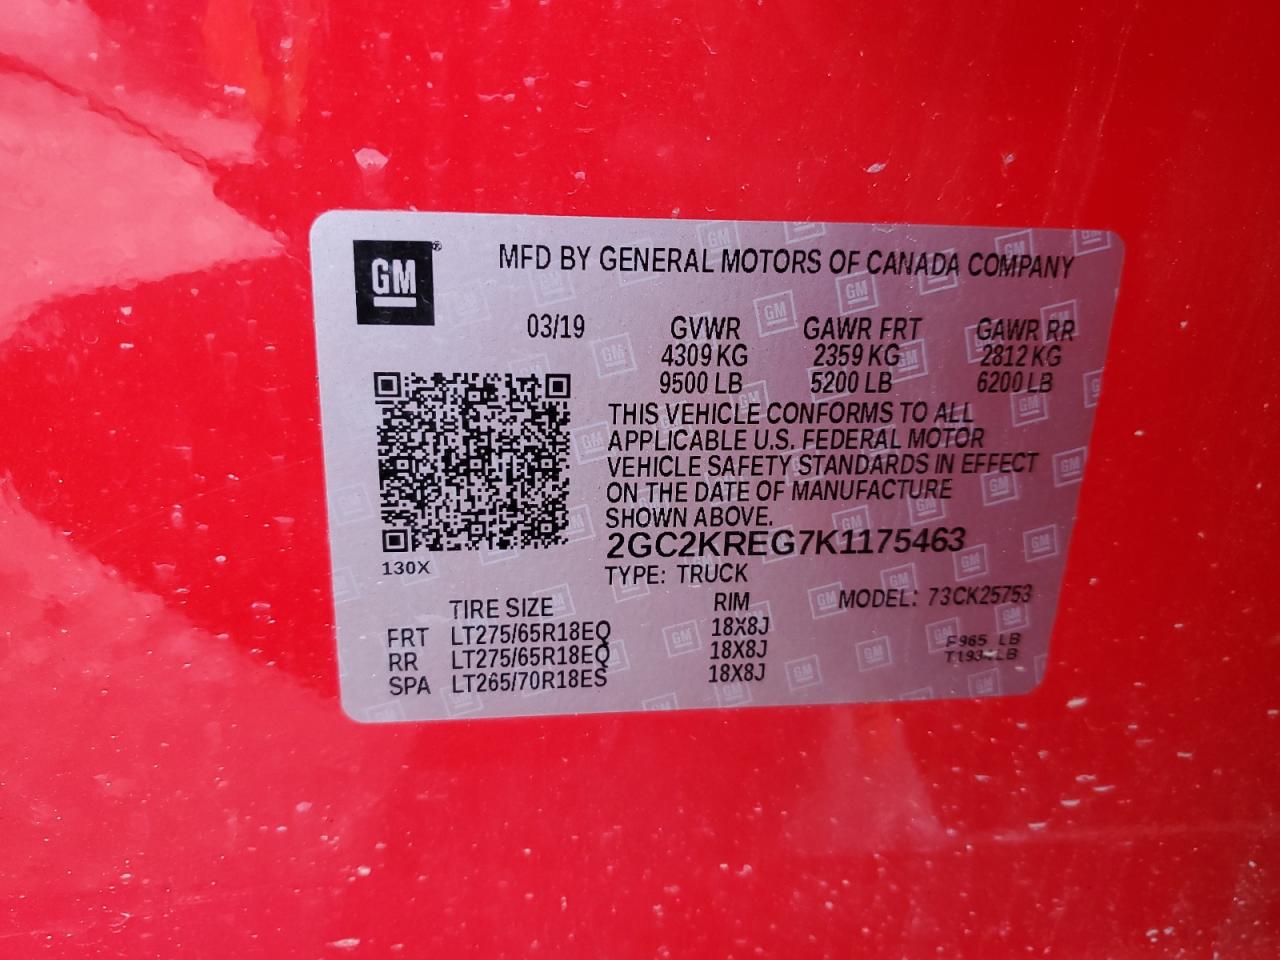 GM®
MFD BY GENERAL MOTORS OF CANADA COMPANY
03/19 GVWR GAWR FRT GAWR RR
4309 KG 2359 KG 2812 KG
9500 LB 5200 LB 6200 LB
THIS VEHICLE CONFORMS TO ALL
APPLICABLE U.S. FEDERAL MOTOR
VEHICLE SAFETY STANDARDS IN EFFECT
ON THE DATE OF MANUFACTURE
SHOWN ABOVE.
2GC2KREG7K1175463
130X
TYPE: TRUCK
TIRE SIZE RIM MODEL: 73CK25753
FRT LT275/65R18EQ 18X8J
RR LT275/65R18EQ 18X8J
SPA LT265/70R18ES 18X8J
F965 LB
LB